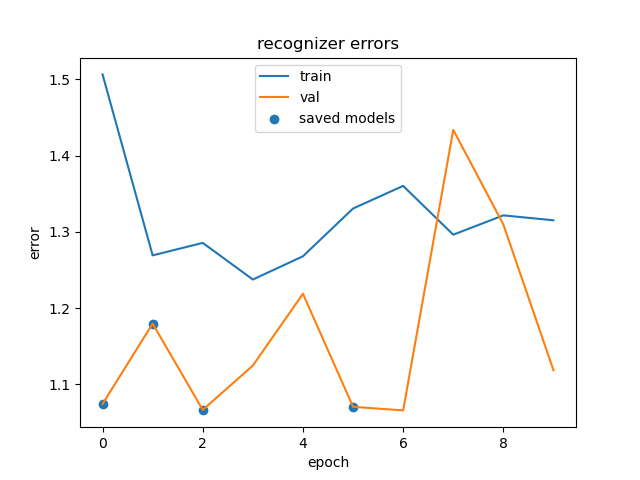 recognizer errors
train
val
saved models
error
1.5
1.4
1.3
1.2
1.1
0
2
4
6
8
epoch